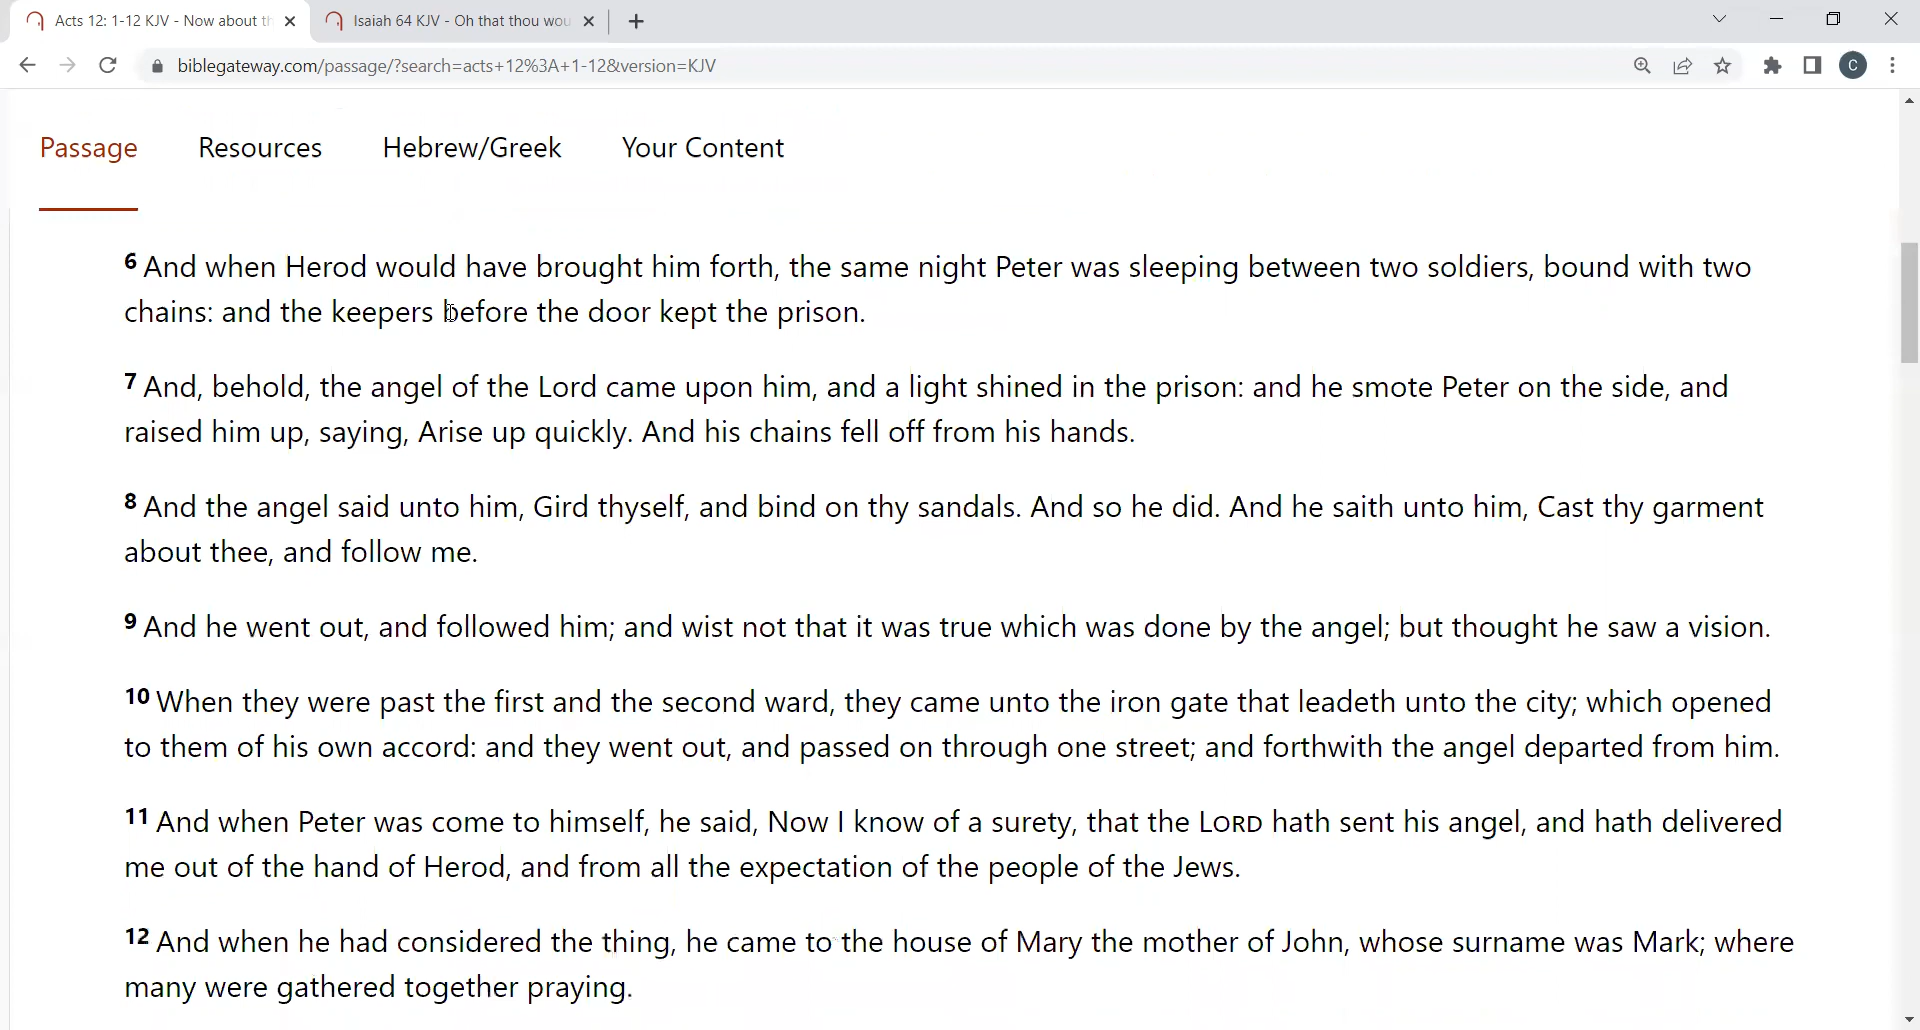 Acts 12: 1-12 KJV - Now about th
Isaiah 64 KJV - Oh that thou wou
biblegateway.com/passage/?search=acts+12%3A+1-12&version=KJV
C
Passage Resources Hebrew/Greek Your Content
6 And when Herod would have brought him forth, the same night Peter was sleeping between two soldiers, bound with two
chains: and the keepers before the door kept the prison.
7 And, behold, the angel of the Lord came upon him, and a light shined in the prison: and he smote Peter on the side, and
raised him up, saying, Arise up quickly. And his chains fell off from his hands.
8 And the angel said unto him, Gird thyself, and bind on thy sandals. And so he did. And he saith unto him, Cast thy garment
about thee, and follow me.
9 And he went out, and followed him; and wist not that it was true which was done by the angel; but thought he saw a vision.
10 When they were past the first and the second ward, they came unto the iron gate that leadeth unto the city; which opened
to them of his own accord: and they went out, and passed on through one street; and forthwith the angel departed from him.
11 And when Peter was come to himself, he said, Now I know of a surety, that the LORD hath sent his angel, and hath delivered
me out of the hand of Herod, and from all the expectation of the people of the Jews.
12 And when he had considered the thing, he came to the house of Mary the mother of John, whose surname was Mark; where
many were gathered together praying.